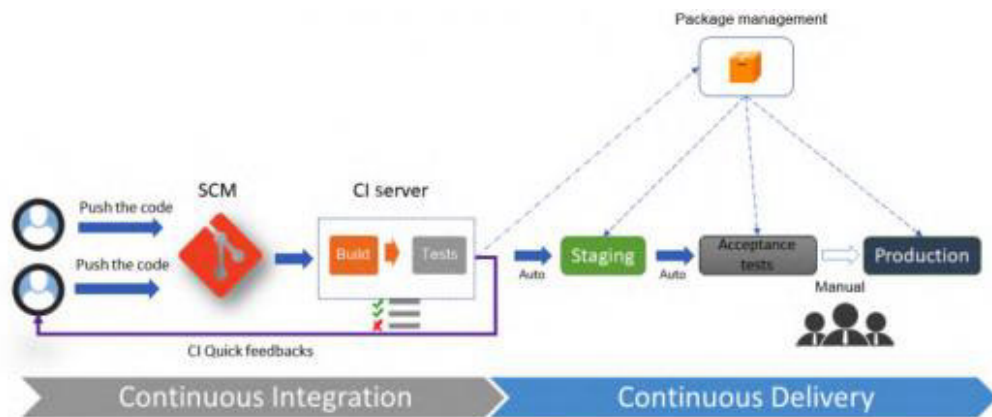 Package management
SCM
CI server
Push the code
Push the code
Build
Tests
Auto
Staging
Auto
Acceptance
tests
Production
Manual
CI Quick feedbacks
Continuous Integration
Continuous Delivery